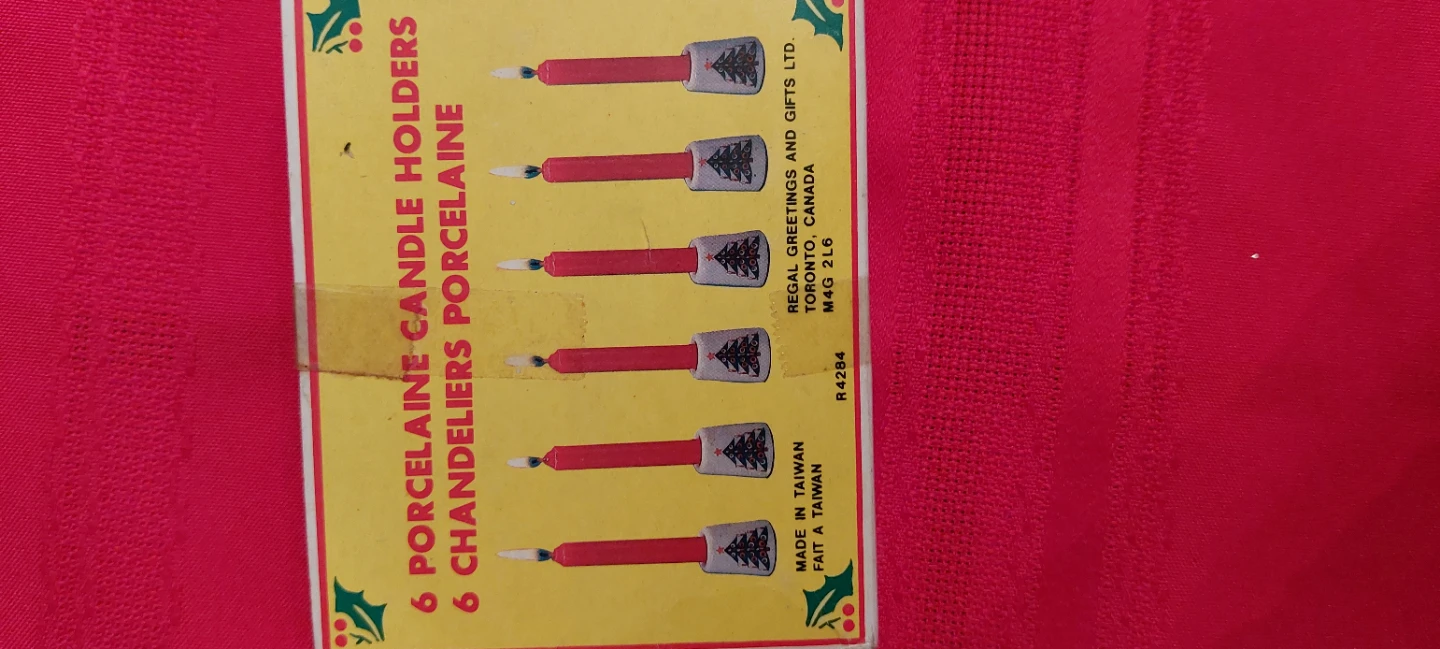 6 PORCELAINE CANDLE HOLDERS
6 CHANDELIERS PORCELAINE
MADE IN TAIWAN
FAIT A TAIWAN
R4284
REGAL GREETINGS AND GIFTS LTD.
TORONTO, CANADA
M4G 2L6